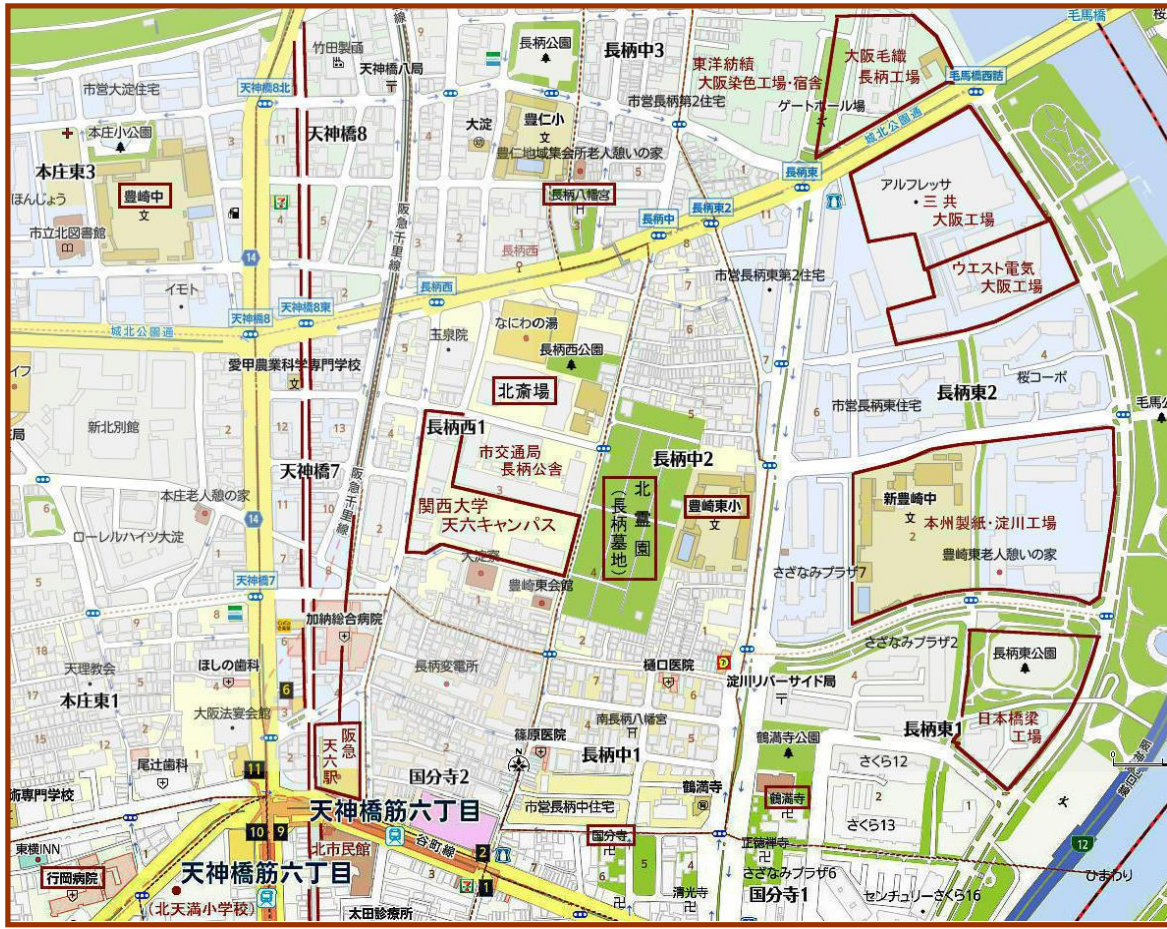 毛馬橋
竹田製画
天神橋八局
長柄公園
長柄中3
東洋紡績
大阪染色工場・宿舎
大阪毛織
長柄工場
毛馬橋西詰
市営大淀住宅
天神橋8北
市営長柄第2住宅
ゲートボール場
城北公園通
本庄小公園
天神橋8
大淀
豊仁小
豊仁地域集会所老人憩いの家
本庄東3
豊崎中
ほんじょう
市立北図書館
長柄八幡宮
長柄東
長柄東2
長柄中
アルフレッサ
三共
大阪工場
ウエスト電気
大阪工場
阪急千里線
長柄西
市営長柄東第2住宅
14
イモト
長柄西
天神橋8東
天神橋8
城北公園通
玉泉院
なにわの湯
長柄西公園
愛甲農業科学専門学校
北斎場
桜コーポ
長柄東2
市営長柄東住宅
イフ
新北別館
長柄西1
市交通局
長柄公舎
長柄中2
天神橋7
阪急千里線
関西大学
天六キャンパス
北霊園
(長柄墓地)
豊崎東小
新豊崎中
本州製紙・淀川工場
豊崎東老人憩いの家
本庄老人憩の家
14
ローレルハイツ大淀
大淀寮
豊崎東会館
さざなみプラザ7
天神橋7
加納総合病院
さざなみプラザ2
天理教会
ほしの歯科
長柄変電所
樋口医院
淀川リバーサイド局
長柄東公園
本庄東1
大阪法宴会館
6
南長柄八幡宮
長柄東1
日本橋梁
工場
阪急
天六駅
篠原医院
長柄中1
鶴満寺公園
さくら12
尾辻歯科
11
国分寺2
鶴満寺
鶴満寺
術専門学校
天神橋筋六丁目
市営長柄中住宅
さくら13
10
9
東横INN
北市民館
谷町線
国分寺
正徳禅寺
12
行岡病院
天神橋筋六丁目
2
1
さざなみプラザ6
ひまわり
(北天満小学校)
太田診療所
清光寺
国分寺1
センチュリーさくら16